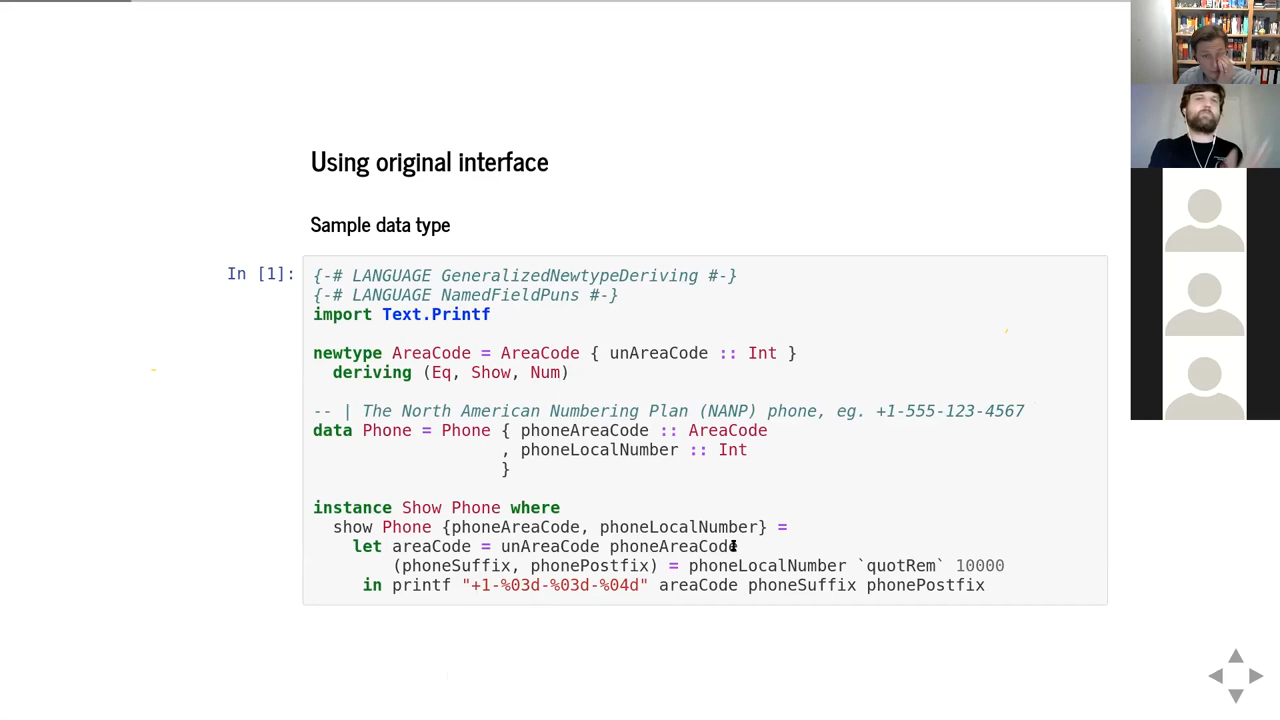 Using original interface
Sample data type
In [1]:
{-# LANGUAGE GeneralizedNewtypeDeriving #-}
{-# LANGUAGE NamedFieldPuns #-}
import Text.Printf
newtype AreaCode = AreaCode { unAreaCode :: Int }
  deriving (Eq, Show, Num)
-- | The North American Numbering Plan (NANP) phone, eg. +1-555-123-4567
data Phone = Phone { phoneAreaCode :: AreaCode
                   , phoneLocalNumber :: Int
                   }
instance Show Phone where
  show Phone {phoneAreaCode, phoneLocalNumber} =
    let areaCode = unAreaCode phoneAreaCode
        (phoneSuffix, phonePostfix) = phoneLocalNumber `quotRem` 10000
     in printf "+1-%03d-%03d-%04d" areaCode phoneSuffix phonePostfix